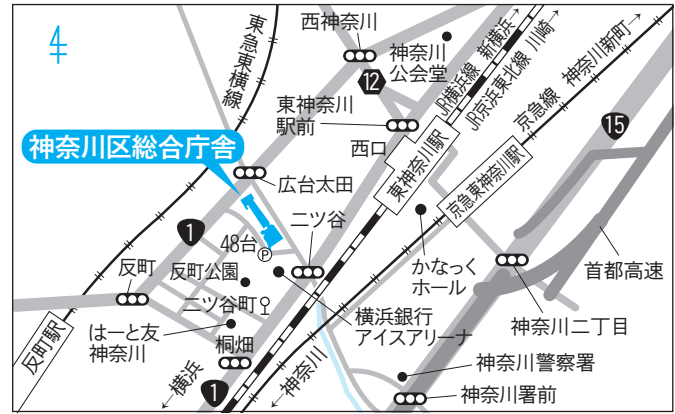 西神奈川
神奈川
公会堂
東急東横線
12
JR横浜線 新横浜→
JR京浜東北線 川崎→
京急線 神奈川新町→
東神奈川
駅前
西口
15
東神奈川駅
京急東神奈川駅
神奈川区総合庁舎
広台太田
1
48台
P
二ツ谷
かなっく
ホール
首都高速
反町
反町公園
二ツ谷町
横浜銀行
アイスアリーナ
神奈川二丁目
はーと友
神奈川
桐畑
反町駅
←横浜
1
←神奈川
神奈川警察署
神奈川署前